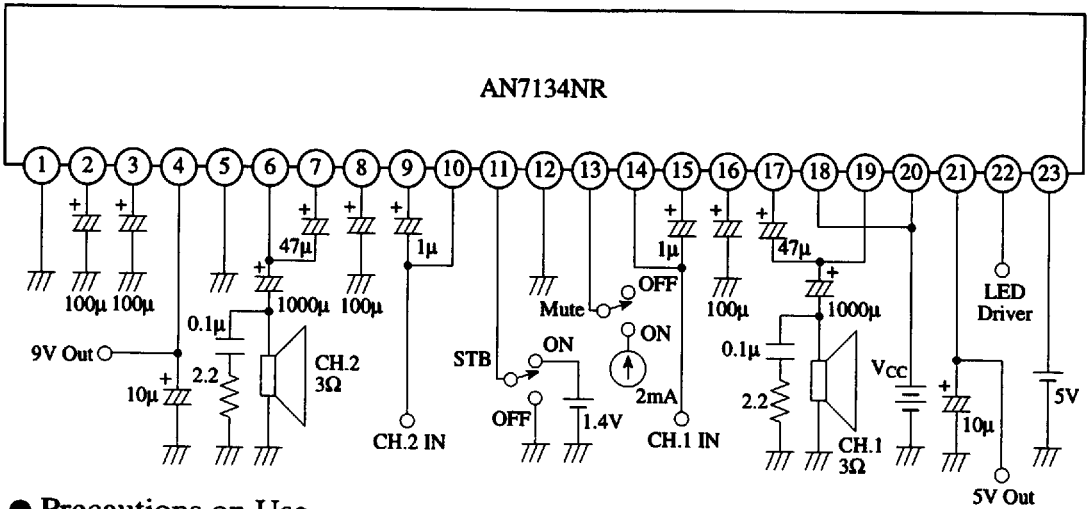 AN7134NR
1 2 3 4 5 6 7 8 9 10 11 12 13 14 15 16 17 18 19 20 21 22 23
+ + + + + + + + + +
47μ 1μ 1μ 47μ
100μ 100μ + 1000μ 100μ OFF 100μ + 1000μ LED
Mute Driver
0.1μ ON 0.1μ
9V Out STB ON VCC
+ 10μ 2.2 CH.2 2mA 2.2 + 5V
3Ω OFF 1.4V 10μ
CH.2 IN CH.1 IN CH.1
3Ω
5V Out
● Precautions on Use